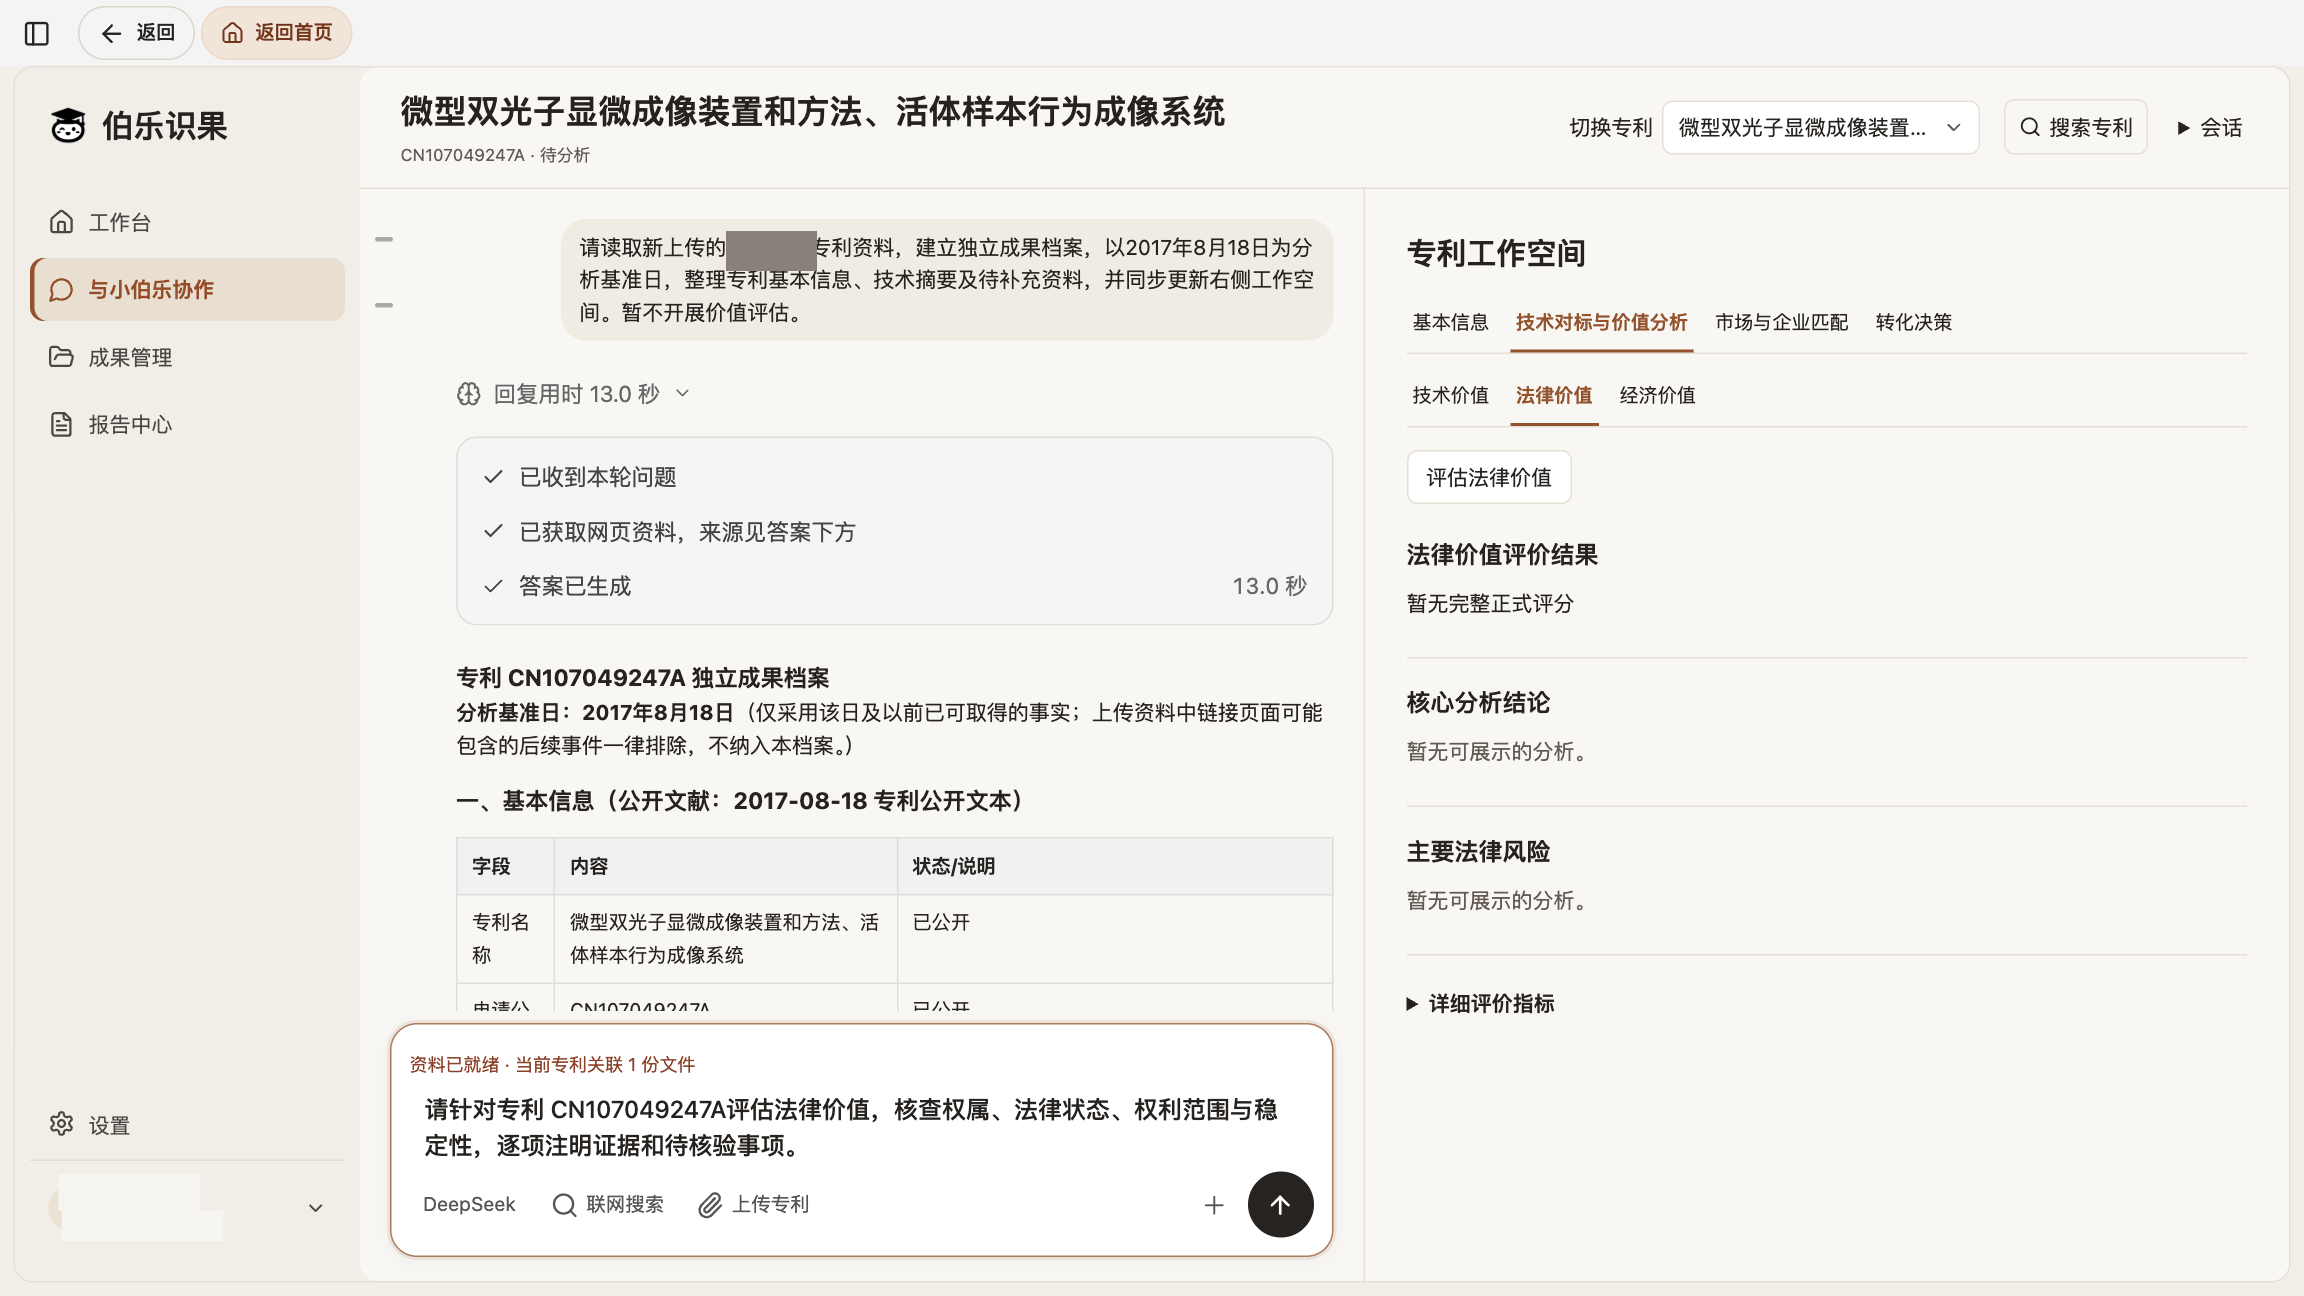 返回
返回首页
伯乐识果
工作台
与小伯乐协作
成果管理
报告中心
设置
微型双光子显微成像装置和方法、活体样本行为成像系统
CN107049247A · 待分析
切换专利
微型双光子显微成像装置...
搜索专利
会话
请读取新上传的 专利资料，建立独立成果档案，以2017年8月18日为分
析基准日，整理专利基本信息、技术摘要及待补充资料，并同步更新右侧工作空
间。暂不开展价值评估。
回复用时 13.0 秒
已收到本轮问题
已获取网页资料，来源见答案下方
答案已生成
13.0 秒
专利 CN107049247A 独立成果档案
分析基准日：2017年8月18日（仅采用该日及以前已可取得的事实；上传资料中链接页面可能
包含的后续事件一律排除，不纳入本档案。）
一、基本信息（公开文献：2017-08-18 专利公开文本）
字段 内容 状态/说明
专利名 微型双光子显微成像装置和方法、活 已公开
称 体样本行为成像系统
申请公 CN107049247A 已公开
资料已就绪 · 当前专利关联 1 份文件
请针对专利 CN107049247A评估法律价值，核查权属、法律状态、权利范围与稳
定性，逐项注明证据和待核验事项。
DeepSeek
联网搜索
上传专利
专利工作空间
基本信息 技术对标与价值分析 市场与企业匹配 转化决策
技术价值 法律价值 经济价值
评估法律价值
法律价值评价结果
暂无完整正式评分
核心分析结论
暂无可展示的分析。
主要法律风险
暂无可展示的分析。
详细评价指标